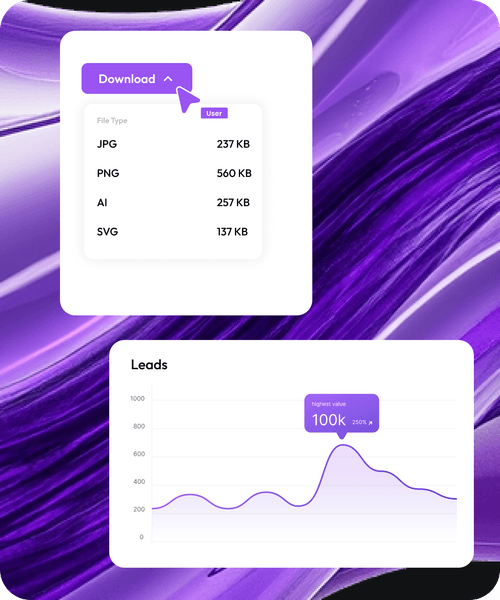 Download
User
File Type
JPG 237 KB
PNG 560 KB
AI 257 KB
SVG 137 KB
Leads
highest value
100k 250%
1000
800
600
400
200
0